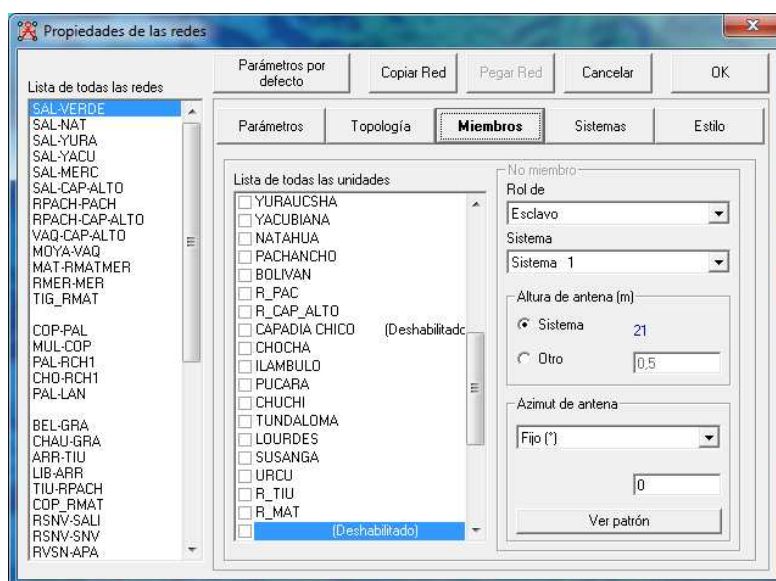 Propiedades de las redes
Parámetros por defecto
Copiar Red
Pegar Red
Cancelar
OK
Lista de todas las redes
SAL-VERDE
SAL-NAT
SAL-YURA
SAL-YACU
SAL-MERC
SAL-CAP-ALTO
RPACH-PACH
RPACH-CAP-ALTO
VAQ-CAP-ALTO
MOYA-VAQ
MAT-RMATMER
RMER-MER
TIG_RMAT
COP-PAL
MUL-COP
PAL-RCH1
CHO-RCH1
PAL-LAN
BEL-GRA
CHAU-GRA
ARR-TIU
LIB-ARR
TIU-RPACH
COP_RMAT
RSNV-SALI
RSNV-SNV
RVSN-APA
Parámetros
Topología
Miembros
Sistemas
Estilo
Lista de todas las unidades
YURAUCSHA
YACUBIANA
NATAHUA
PACHANCHO
BOLIVAN
R_PAC
R_CAP_ALTO
CAPADIA CHICO (Deshabilitadc
CHOCHA
ILAMBULO
PUCARA
CHUCHI
TUNDALOMA
LOURDES
SUSANGA
URCU
R_TIU
R_MAT
(Deshabilitado)
No miembro
Rol de
Esclavo
Sistema
Sistema 1
Altura de antena (m)
Sistema 21
Otro 0,5
Azimut de antena
Fijo (°)
0
Ver patrón